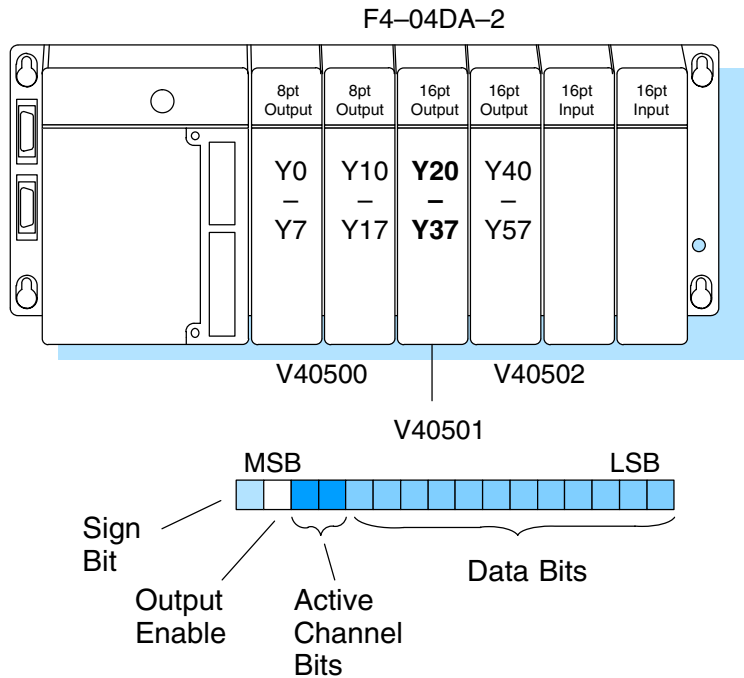 F4–04DA–2
8pt
Output
8pt
Output
16pt
Output
16pt
Output
16pt
Input
16pt
Input
Y0
–
Y7
Y10
–
Y17
Y20
–
Y37
Y40
–
Y57
V40500
V40502
V40501
MSB
LSB
Sign
Bit
Data Bits
Output
Enable
Active
Channel
Bits